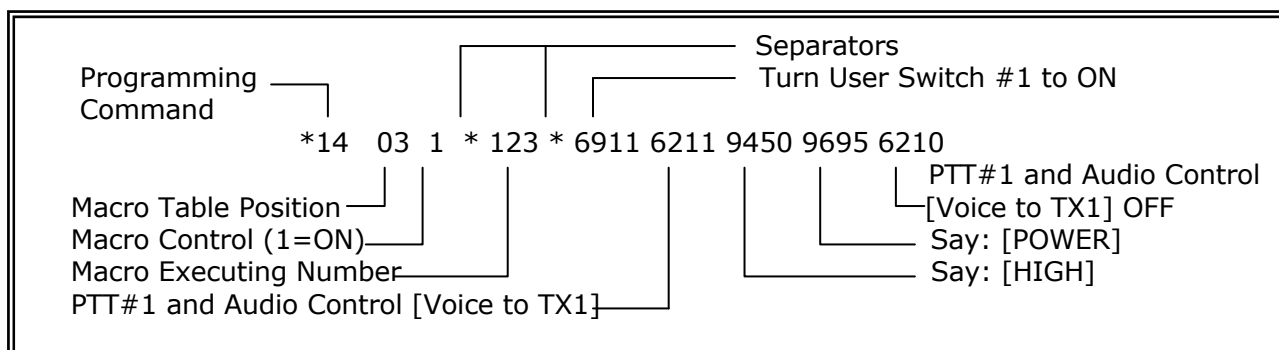 Separators
Programming
Command
Turn User Switch #1 to ON
*14 03 1 * 123 * 6911 6211 9450 9695 6210
PTT#1 and Audio Control
[Voice to TX1] OFF
Macro Table Position
Macro Control (1=ON)
Say: [POWER]
Macro Executing Number
Say: [HIGH]
PTT#1 and Audio Control [Voice to TX1]